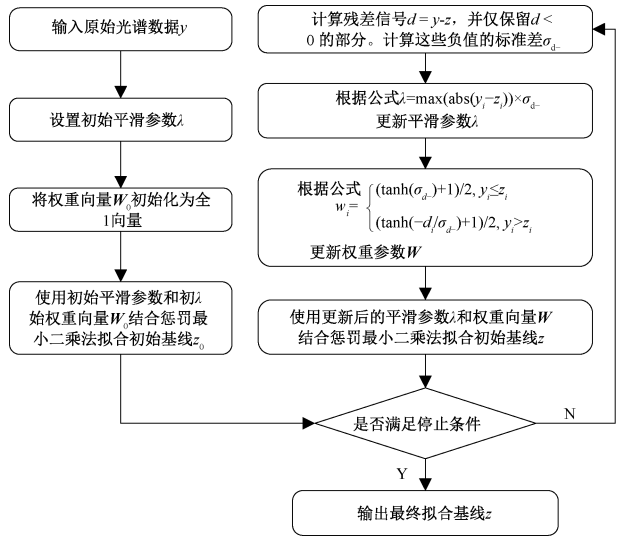 输入原始光谱数据y
设置初始平滑参数λ
将权重向量W₀初始化为全
1向量
使用初始平滑参数和初λ
始权重向量W₀结合惩罚最
小二乘法拟合初始基线z₀
计算残差信号d = y-z，并仅保留d <
0 的部分。计算这些负值的标准差σd−
根据公式λ=max(abs(yi−zi))×σd−
更新平滑参数λ
根据公式
wi=
(tanh(σd−)+1)/2, yi≤zi
(tanh(−di/σd−)+1)/2, yi>zi
更新权重参数W
使用更新后的平滑参数λ和权重向量W
结合惩罚最小二乘法拟合初始基线z
是否满足停止条件
N
Y
输出最终拟合基线z